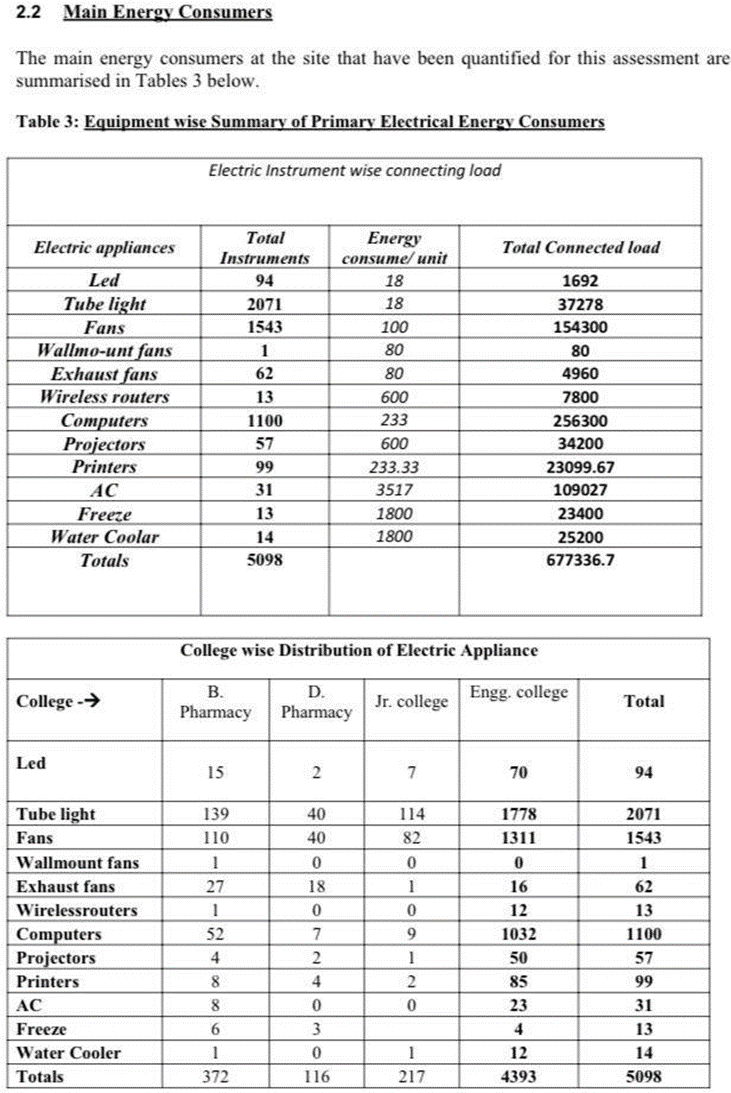 2.2 Main Energy Consumers
The main energy consumers at the site that have been quantified for this assessment are
summarised in Tables 3 below.
Table 3: Equipment wise Summary of Primary Electrical Energy Consumers
Electric Instrument wise connecting load
Electric appliances Total Instruments Energy consume/ unit Total Connected load
Led 94 18 1692
Tube light 2071 18 37278
Fans 1543 100 154300
Wallmo-unt fans 1 80 80
Exhaust fans 62 80 4960
Wireless routers 13 600 7800
Computers 1100 233 256300
Projectors 57 600 34200
Printers 99 233.33 23099.67
AC 31 3517 109027
Freeze 13 1800 23400
Water Coolar 14 1800 25200
Totals 5098 677336.7
College wise Distribution of Electric Appliance
College -→ B. Pharmacy D. Pharmacy Jr. college Engg. college Total
Led 15 2 7 70 94
Tube light 139 40 114 1778 2071
Fans 110 40 82 1311 1543
Wallmount fans 1 0 0 0 1
Exhaust fans 27 18 1 16 62
Wirelessrouters 1 0 0 12 13
Computers 52 7 9 1032 1100
Projectors 4 2 1 50 57
Printers 8 4 2 85 99
AC 8 0 0 23 31
Freeze 6 3 4 13
Water Cooler 1 0 1 12 14
Totals 372 116 217 4393 5098